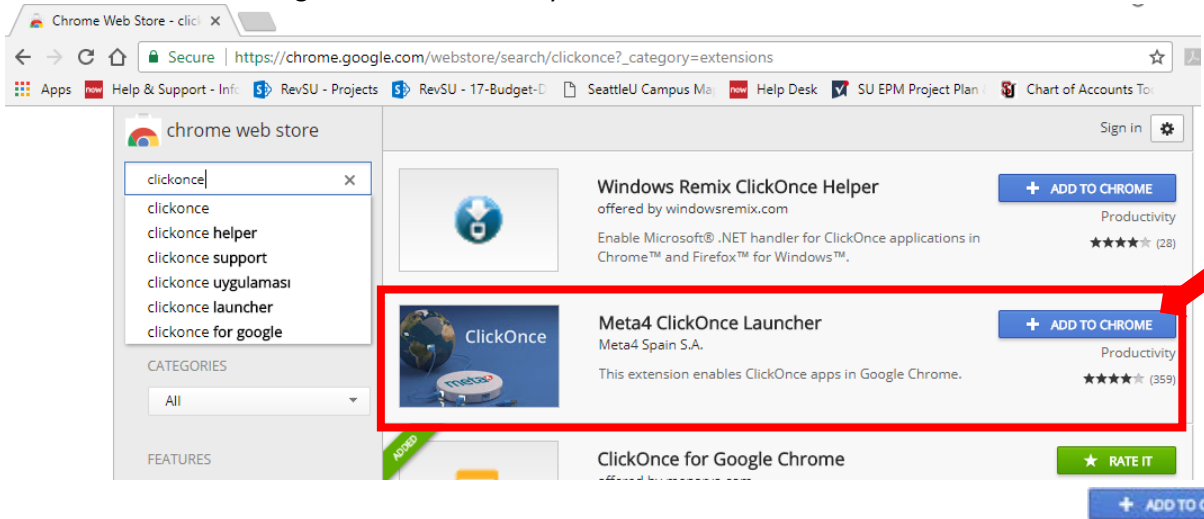 Chrome Web Store - click
Secure | https://chrome.google.com/webstore/search/clickonce?_category=extensions
Apps Help & Support - Info RevSU - Projects RevSU - 17-Budget-D SeattleU Campus Ma Help Desk SU EPM Project Plan Chart of Accounts Too
chrome web store
Sign in
clickonce
clickonce
clickonce helper
clickonce support
clickonce uygulaması
clickonce launcher
clickonce for google
CATEGORIES
All
FEATURES
Windows Remix ClickOnce Helper
offered by windowsremix.com
Enable Microsoft® .NET handler for ClickOnce applications in
Chrome™ and Firefox™ for Windows™.
+ ADD TO CHROME
Productivity
(28)
ClickOnce
meta4
Meta4 ClickOnce Launcher
Meta4 Spain S.A.
This extension enables ClickOnce apps in Google Chrome.
+ ADD TO CHROME
Productivity
(359)
ADDED
ClickOnce for Google Chrome
RATE IT
+ ADD TO